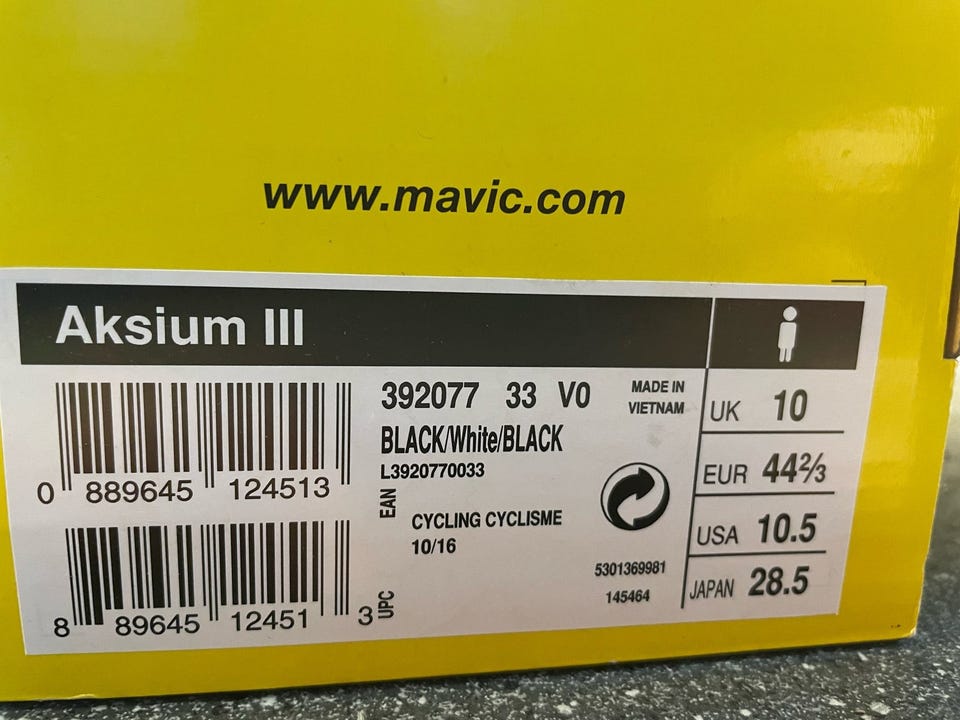 www.mavic.com
Aksium III
0 889645 124513
EAN
8 89645 12451 3
UPC
392077 33 V0
BLACK/White/BLACK
L3920770033
CYCLING CYCLISME
10/16
MADE IN
VIETNAM
5301369981
145464
UK 10
EUR 44⅔
USA 10.5
JAPAN 28.5